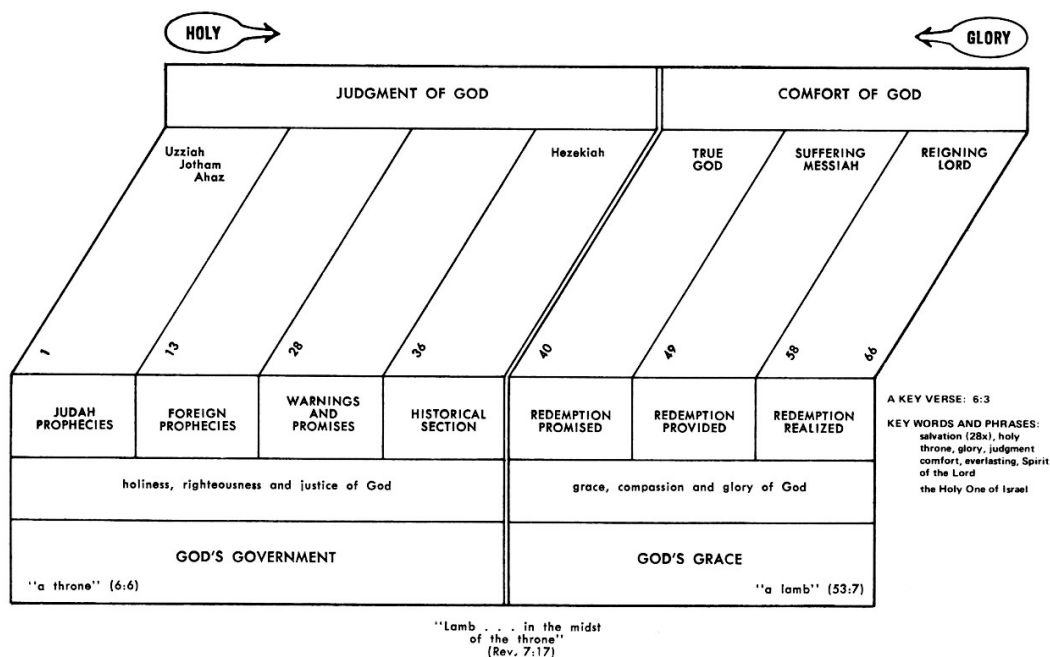 HOLY
GLORY
JUDGMENT OF GOD
COMFORT OF GOD
Uzziah
Jotham
Ahaz
Hezekiah
TRUE
GOD
SUFFERING
MESSIAH
REIGNING
LORD
1
13
28
36
40
49
58
66
JUDAH
PROPHECIES
FOREIGN
PROPHECIES
WARNINGS
AND
PROMISES
HISTORICAL
SECTION
REDEMPTION
PROMISED
REDEMPTION
PROVIDED
REDEMPTION
REALIZED
A KEY VERSE: 6:3
KEY WORDS AND PHRASES:
salvation (28x), holy
throne, glory, judgment
comfort, everlasting, Spirit
of the Lord
the Holy One of Israel
holiness, righteousness and justice of God
grace, compassion and glory of God
GOD'S GOVERNMENT
GOD'S GRACE
"a throne" (6:6)
"a lamb" (53:7)
"Lamb . . . in the midst
of the throne"
(Rev. 7:17)